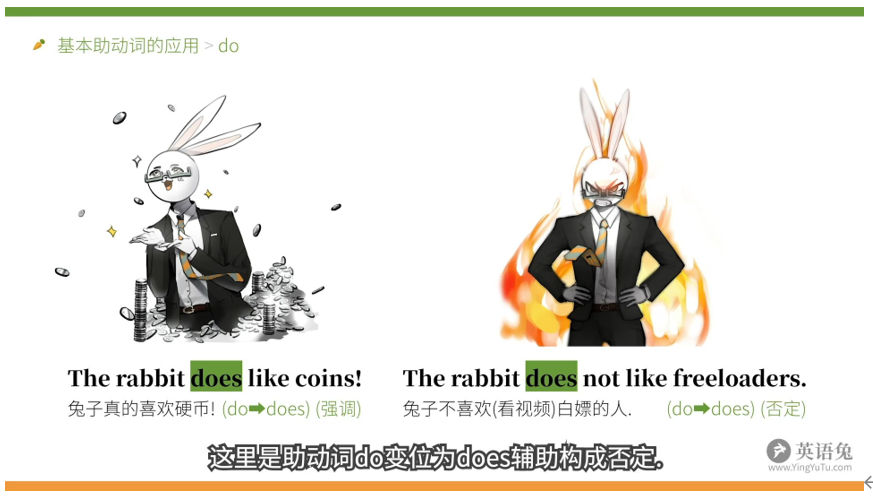 基本助动词的应用 > do
The rabbit does like coins!
兔子真的喜欢硬币! (do➡does) (强调)
The rabbit does not like freeloaders.
兔子不喜欢(看视频)白嫖的人. (do➡does) (否定)
这里是助动词do变位为does辅助构成否定.
英语兔
www.YingYuTu.com